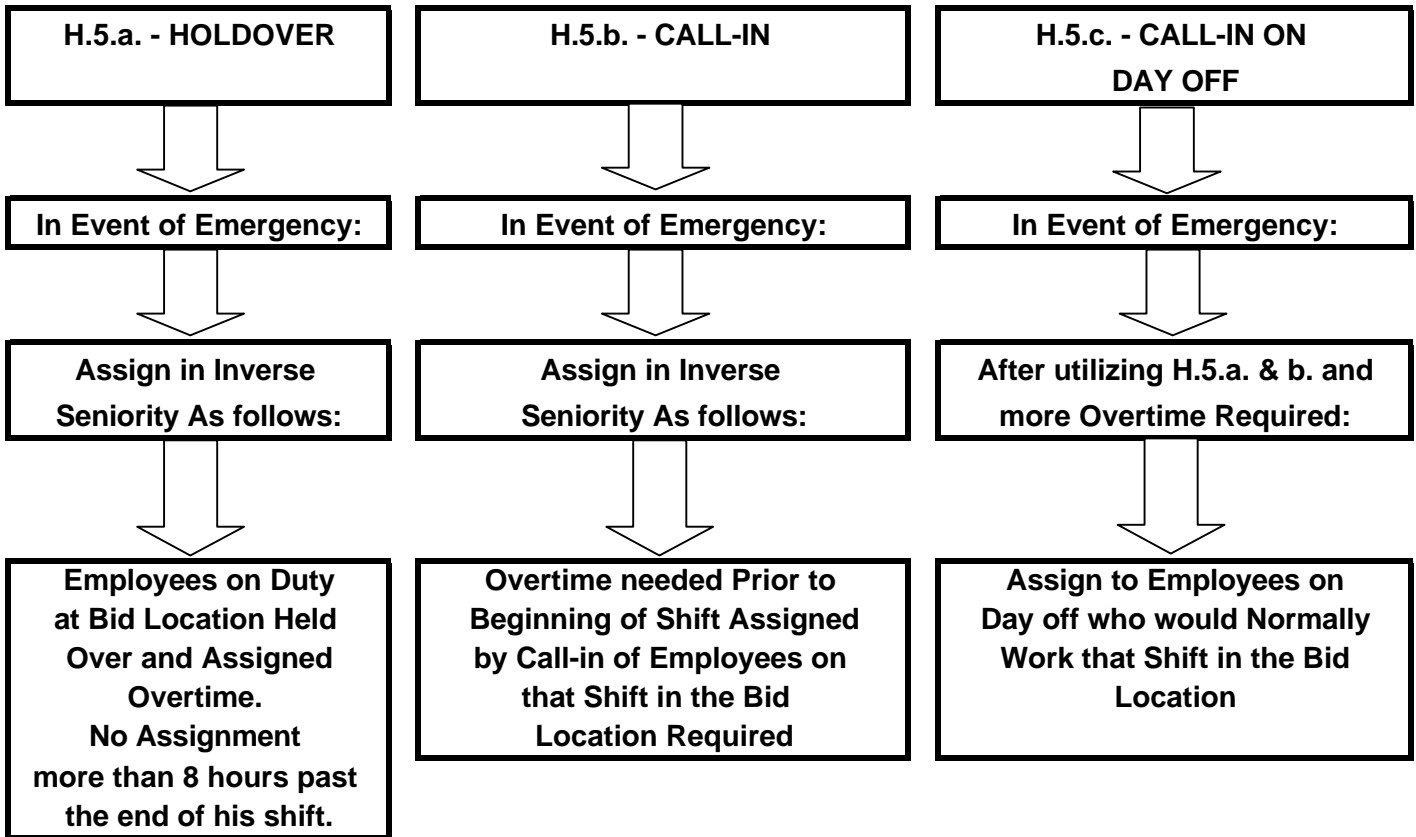 H.5.a. - HOLDOVER
In Event of Emergency:
Assign in Inverse
Seniority As follows:
Employees on Duty
at Bid Location Held
Over and Assigned
Overtime.
No Assignment
more than 8 hours past
the end of his shift.
H.5.b. - CALL-IN
In Event of Emergency:
Assign in Inverse
Seniority As follows:
Overtime needed Prior to
Beginning of Shift Assigned
by Call-in of Employees on
that Shift in the Bid
Location Required
H.5.c. - CALL-IN ON
DAY OFF
In Event of Emergency:
After utilizing H.5.a. & b. and
more Overtime Required:
Assign to Employees on
Day off who would Normally
Work that Shift in the Bid
Location